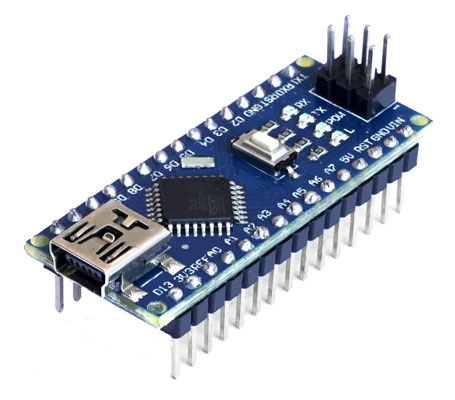 TX1 RX0 RST GND D2 D3 D4 D5 D6 D7 D8
RX
TX
POW
L
D13 3V3 REF A0 A1 A2 A3 A4 A5 A6 A7 5V RST GND VIN